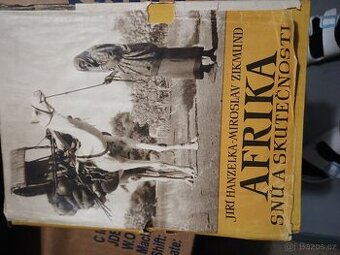 JIŘÍ HANZELKA - MIROSLAV ZIKMUND
AFRIKA
SNŮ A SKUTEČNOSTI